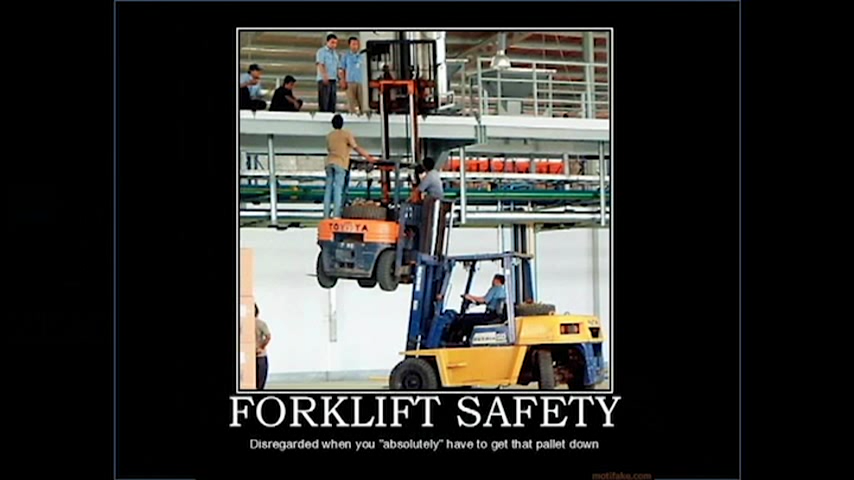 TOYOTA
FORKLIFT SAFETY
Disregarded when you "absolutely" have to get that pallet down
motifake.com